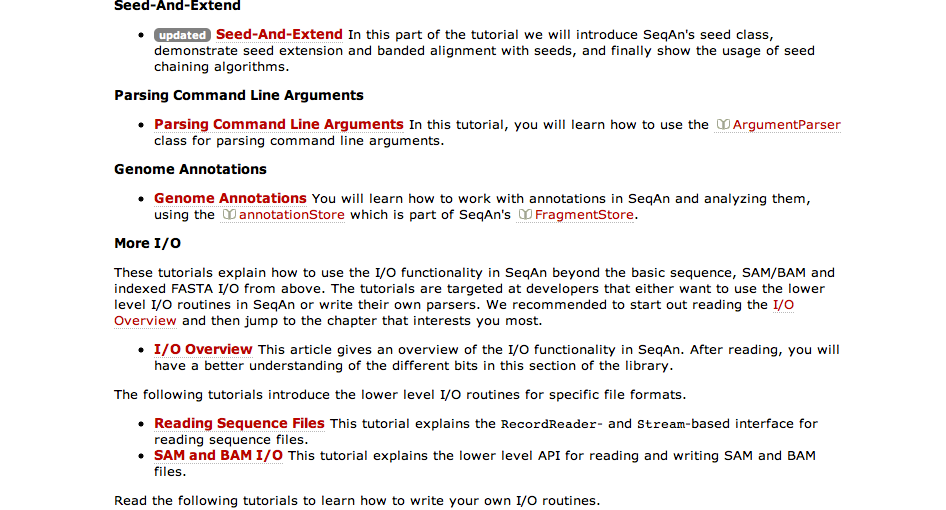 Seed-And-Extend
• updated Seed-And-Extend In this part of the tutorial we will introduce SeqAn's seed class,
demonstrate seed extension and banded alignment with seeds, and finally show the usage of seed
chaining algorithms.
Parsing Command Line Arguments
• Parsing Command Line Arguments In this tutorial, you will learn how to use the ArgumentParser
class for parsing command line arguments.
Genome Annotations
• Genome Annotations You will learn how to work with annotations in SeqAn and analyzing them,
using the annotationStore which is part of SeqAn's FragmentStore.
More I/O
These tutorials explain how to use the I/O functionality in SeqAn beyond the basic sequence, SAM/BAM and
indexed FASTA I/O from above. The tutorials are targeted at developers that either want to use the lower
level I/O routines in SeqAn or write their own parsers. We recommended to start out reading the I/O
Overview and then jump to the chapter that interests you most.
• I/O Overview This article gives an overview of the I/O functionality in SeqAn. After reading, you will
have a better understanding of the different bits in this section of the library.
The following tutorials introduce the lower level I/O routines for specific file formats.
• Reading Sequence Files This tutorial explains the RecordReader- and Stream-based interface for
reading sequence files.
• SAM and BAM I/O This tutorial explains the lower level API for reading and writing SAM and BAM
files.
Read the following tutorials to learn how to write your own I/O routines.